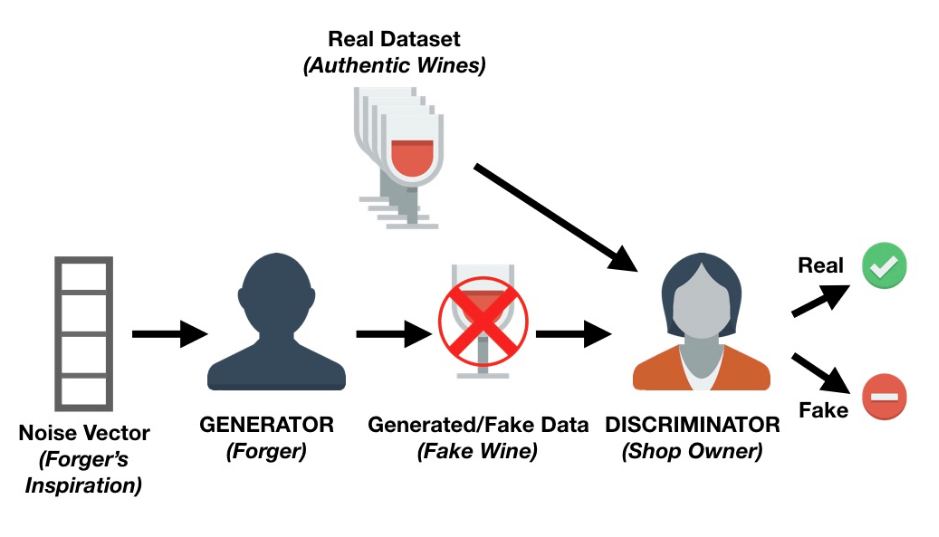 Real Dataset
(Authentic Wines)
Real
Fake
Noise Vector
(Forger's
Inspiration)
GENERATOR
(Forger)
Generated/Fake Data
(Fake Wine)
DISCRIMINATOR
(Shop Owner)